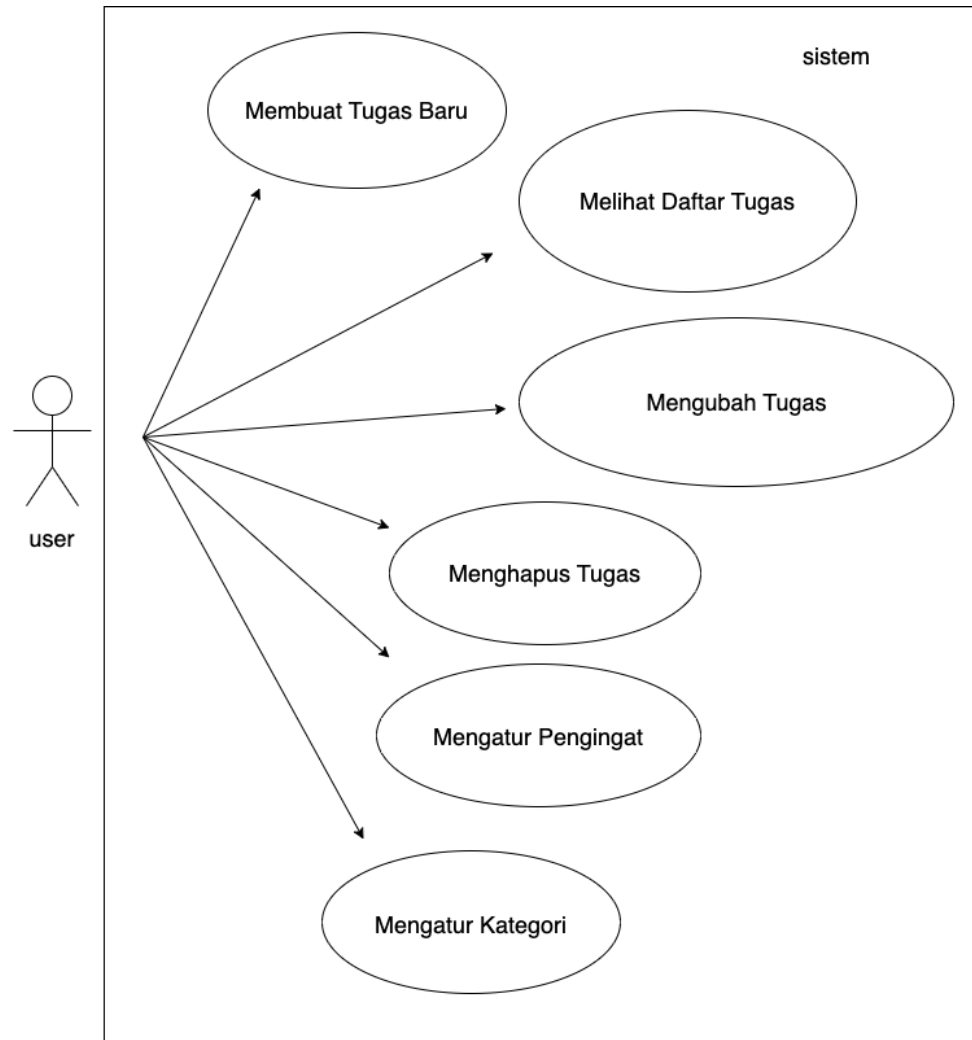 sistem
Membuat Tugas Baru
Melihat Daftar Tugas
Mengubah Tugas
user
Menghapus Tugas
Mengatur Pengingat
Mengatur Kategori